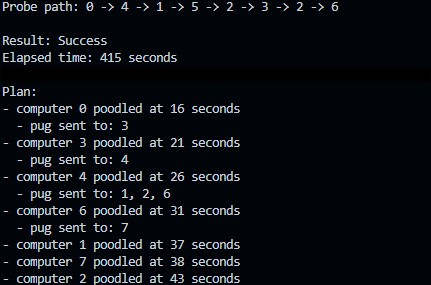 Probe path: 0 -> 4 -> 1 -> 5 -> 2 -> 3 -> 2 -> 6
Result: Success
Elapsed time: 415 seconds
Plan:
- computer 0 poodled at 16 seconds
- pug sent to: 3
- computer 3 poodled at 21 seconds
- pug sent to: 4
- computer 4 poodled at 26 seconds
- pug sent to: 1, 2, 6
- computer 6 poodled at 31 seconds
- pug sent to: 7
- computer 1 poodled at 37 seconds
- computer 7 poodled at 38 seconds
- computer 2 poodled at 43 seconds